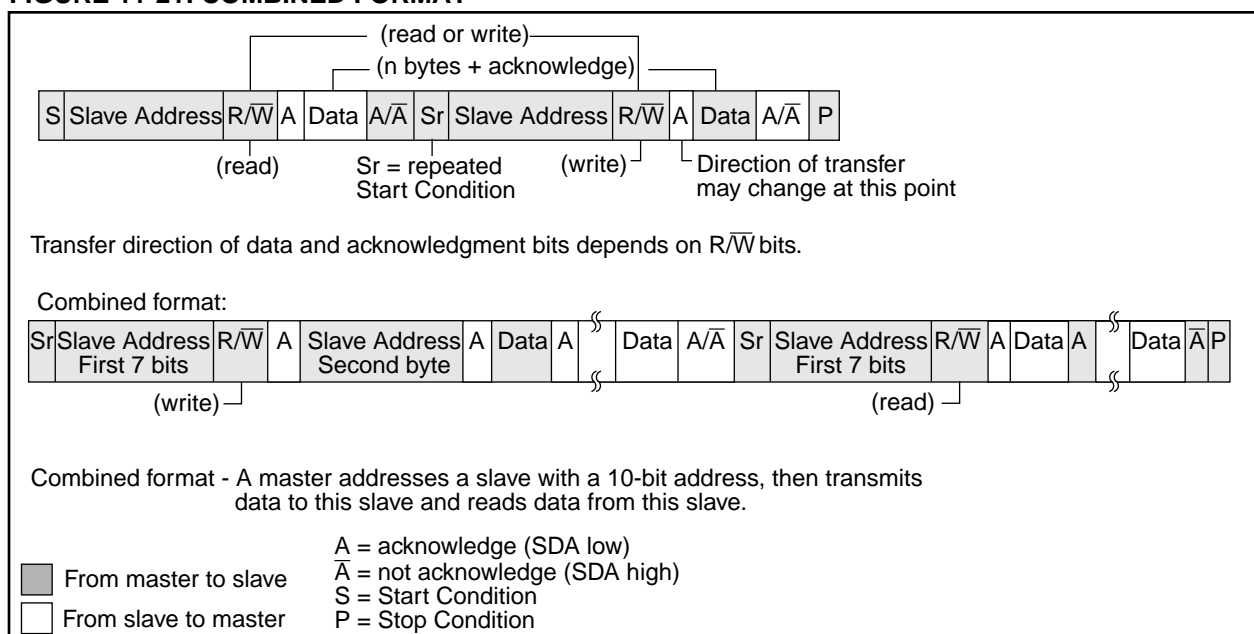 (read or write)
(n bytes + acknowledge)
S Slave Address R/W̅ A Data A/A̅ Sr Slave Address R/W̅ A Data A/A̅ P
(read) Sr = repeated (write) Direction of transfer
Start Condition may change at this point
Transfer direction of data and acknowledgment bits depends on R/W̅ bits.
Combined format:
Sr Slave Address R/W̅ A Slave Address A Data A Data A/A̅ Sr Slave Address R/W̅ A Data A Data A̅ P
First 7 bits Second byte First 7 bits
(write) (read)
Combined format - A master addresses a slave with a 10-bit address, then transmits
data to this slave and reads data from this slave.
A = acknowledge (SDA low)
A̅ = not acknowledge (SDA high)
From master to slave
S = Start Condition
From slave to master
P = Stop Condition